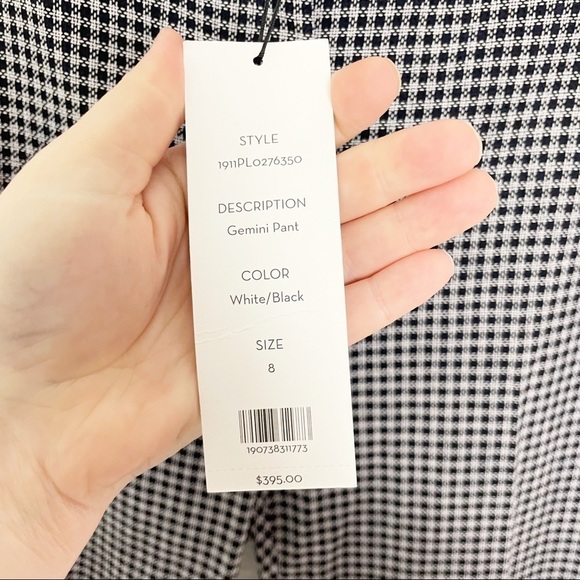 STYLE
1911PL0276350
DESCRIPTION
Gemini Pant
COLOR
White/Black
SIZE
8
190738311773
$395.00